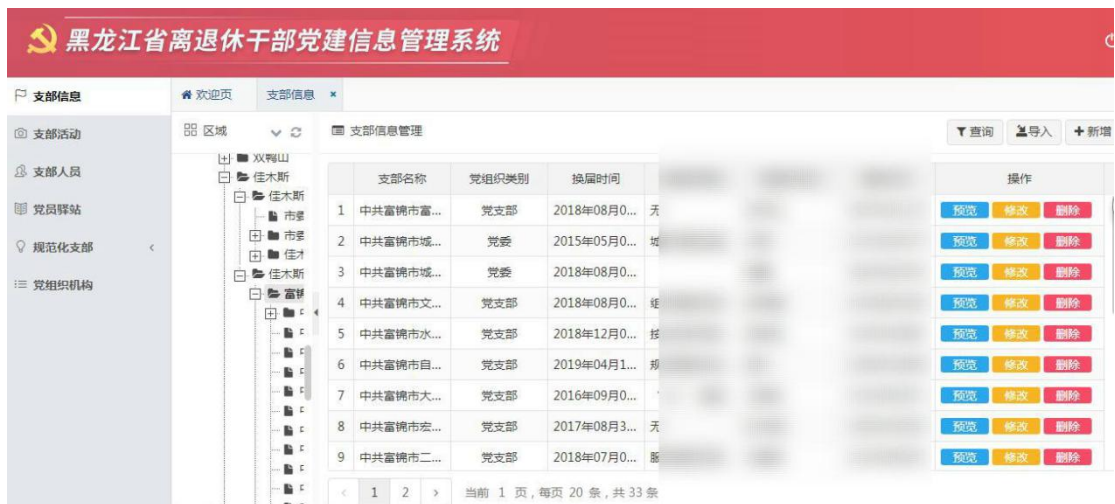 黑龙江省离退休干部党建信息管理系统
支部信息
支部活动
支部人员
党员驿站
规范化支部
党组织机构
欢迎页 支部信息
区域
双鸭山
佳木斯
佳木斯
市委
市委
佳木
佳木斯
富锦
支部信息管理 查询 导入 新增
支部名称 党组织类别 换届时间 操作
1 中共富锦市富... 党支部 2018年08月0... 无 预览 修改 删除
2 中共富锦市城... 党委 2015年05月0... 城 预览 修改 删除
3 中共富锦市城... 党委 2018年08月0... 预览 修改 删除
4 中共富锦市文... 党支部 2018年08月0... 组 预览 修改 删除
5 中共富锦市水... 党支部 2018年12月0... 按 预览 修改 删除
6 中共富锦市自... 党支部 2019年04月1... 规 预览 修改 删除
7 中共富锦市大... 党支部 2016年09月0... 预览 修改 删除
8 中共富锦市宏... 党支部 2017年08月3... 无 预览 修改 删除
9 中共富锦市二... 党支部 2018年07月0... 服 预览 修改 删除
1 2 当前 1 页，每页 20 条，共 33 条